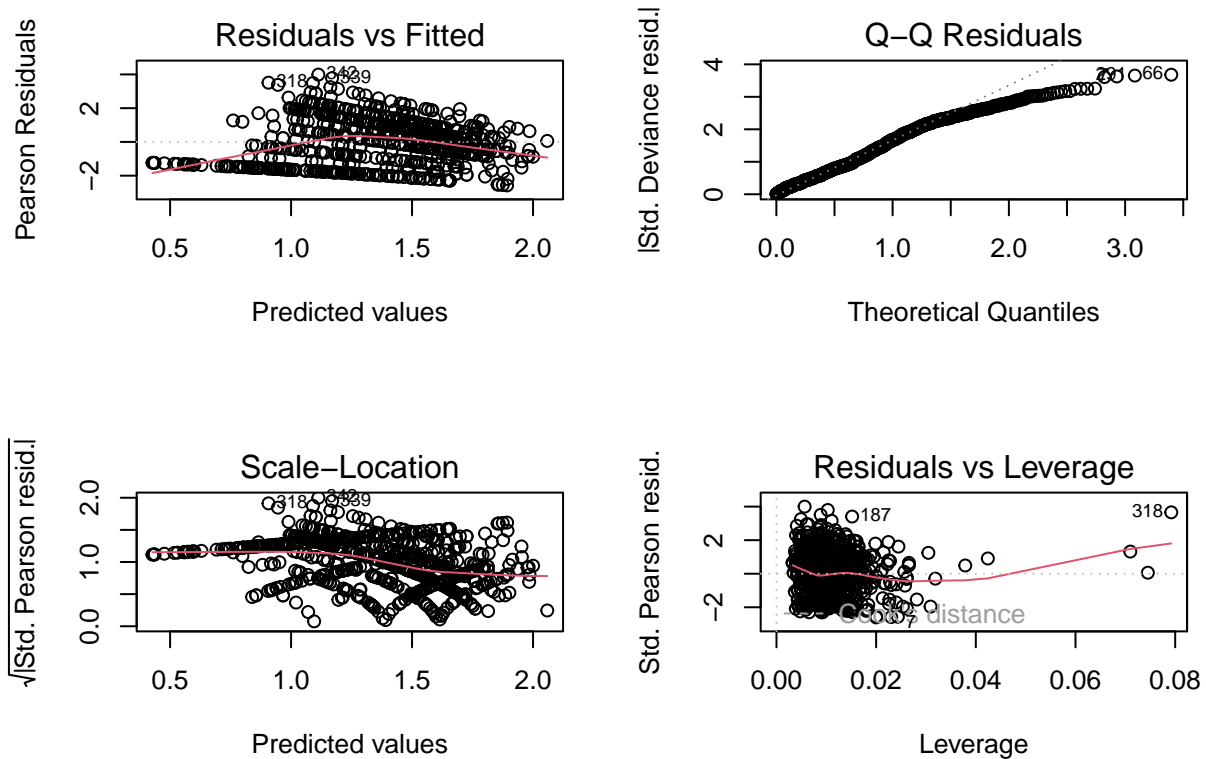 Residuals vs Fitted
Pearson Residuals
2
−2
318
342
339
0.5 1.0 1.5 2.0
Predicted values
Q−Q Residuals
|Std. Deviance resid.|
4
2
0
66
0.0 1.0 2.0 3.0
Theoretical Quantiles
Scale−Location
√|Std. Pearson resid.|
2.0
1.0
0.0
318
342
339
0.5 1.0 1.5 2.0
Predicted values
Residuals vs Leverage
Std. Pearson resid.
2
−2
187
318
Cook's distance
0.00 0.02 0.04 0.06 0.08
Leverage